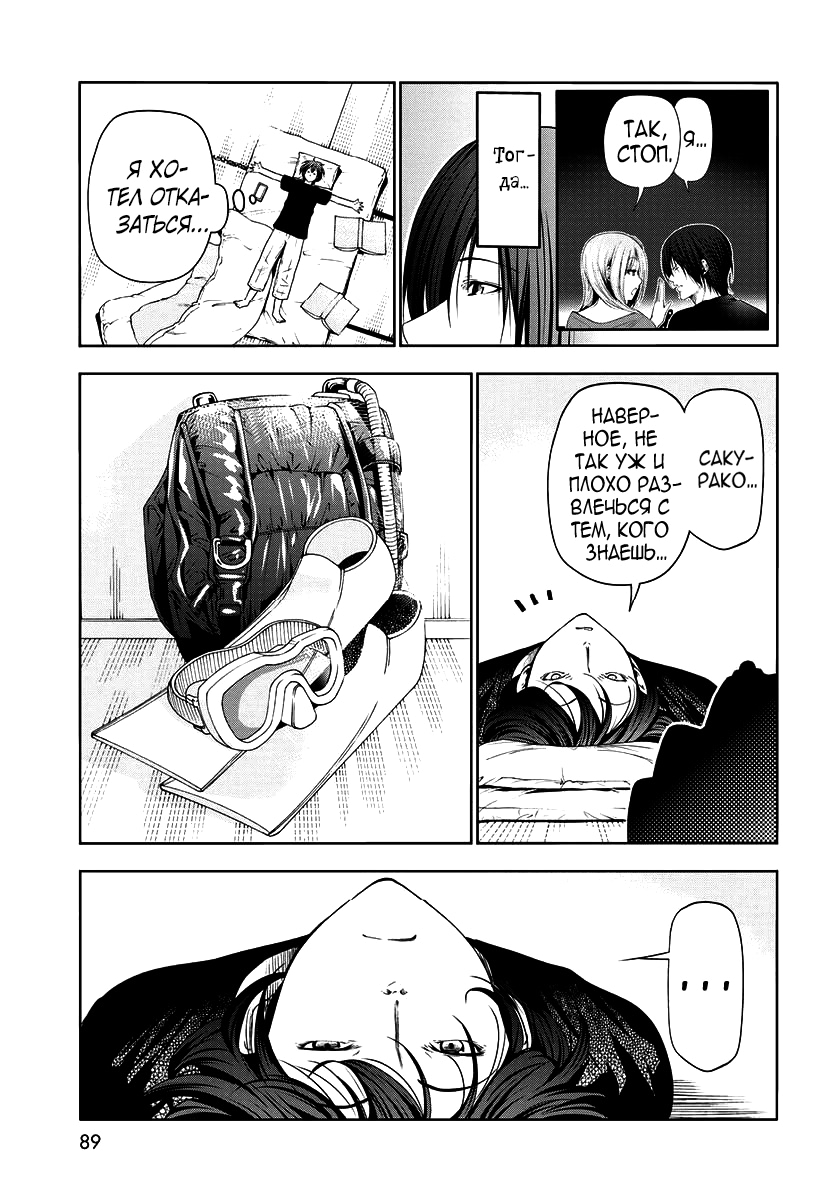 Я...
ТАК,
СТОП.
Тог-
да...
Я ХО-
ТЕЛ ОТКА-
ЗАТЬСЯ...
САКУ-
РАКО...
НАВЕР-
НОЕ, НЕ
ТАК УЖ И
ПЛОХО РАЗ-
ВЛЕЧЬСЯ С
ТЕМ, КОГО
ЗНАЕШЬ...
...
89